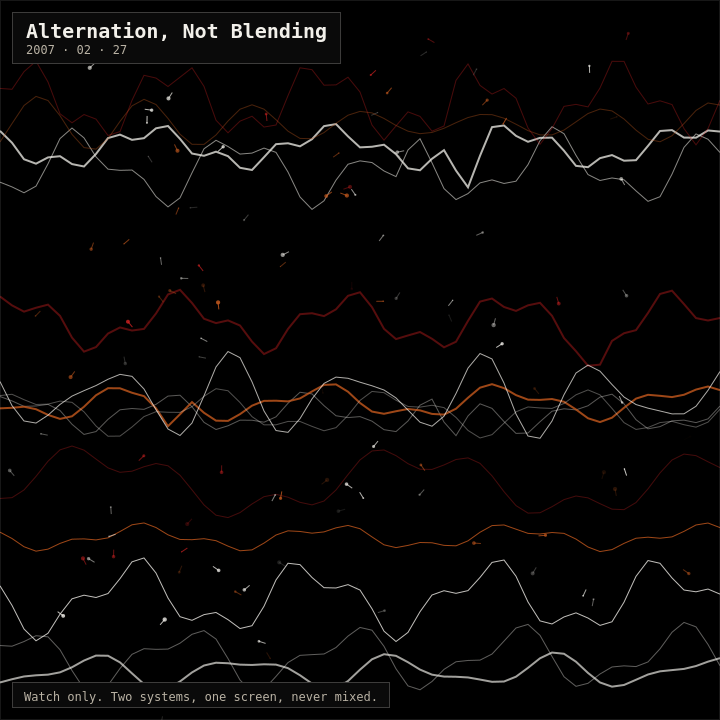 Alternation, Not Blending
2007 · 02 · 27
Watch only. Two systems, one screen, never mixed.